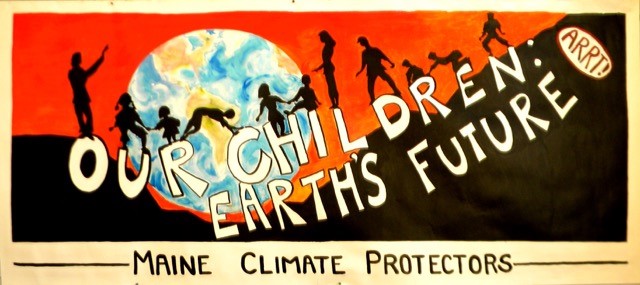 OUR CHILDREN:
EARTH'S FUTURE
ARRT!
MAINE CLIMATE PROTECTORS